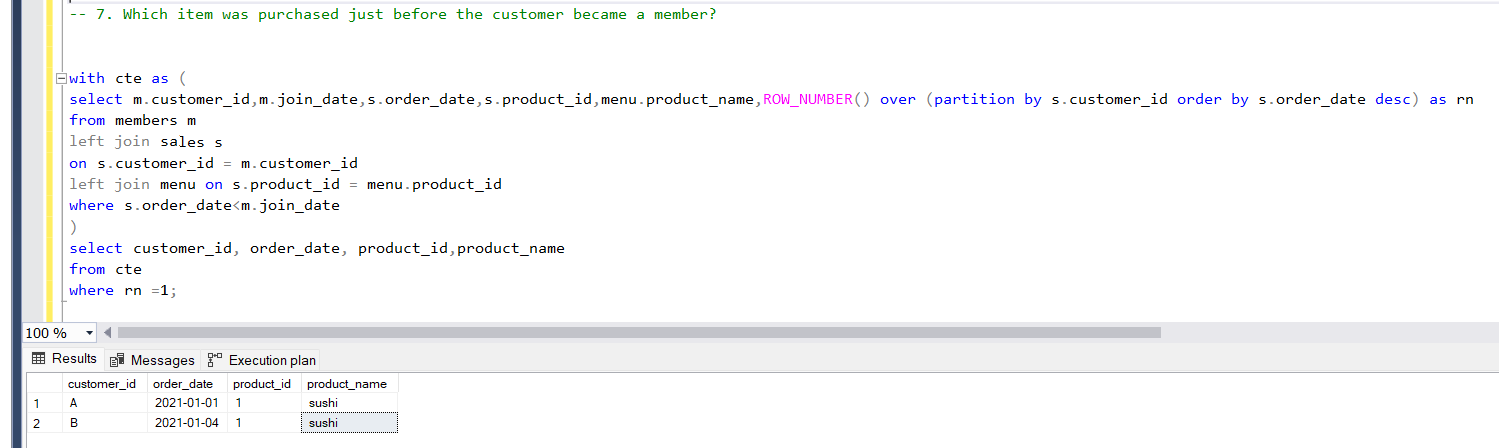 -- 7. Which item was purchased just before the customer became a member?
with cte as (
select m.customer_id,m.join_date,s.order_date,s.product_id,menu.product_name,ROW_NUMBER() over (partition by s.customer_id order by s.order_date desc) as rn
from members m
left join sales s
on s.customer_id = m.customer_id
left join menu on s.product_id = menu.product_id
where s.order_date<m.join_date
)
select customer_id, order_date, product_id,product_name
from cte
where rn =1;
100 %
Results Messages Execution plan
customer_id order_date product_id product_name
1 A 2021-01-01 1 sushi
2 B 2021-01-04 1 sushi